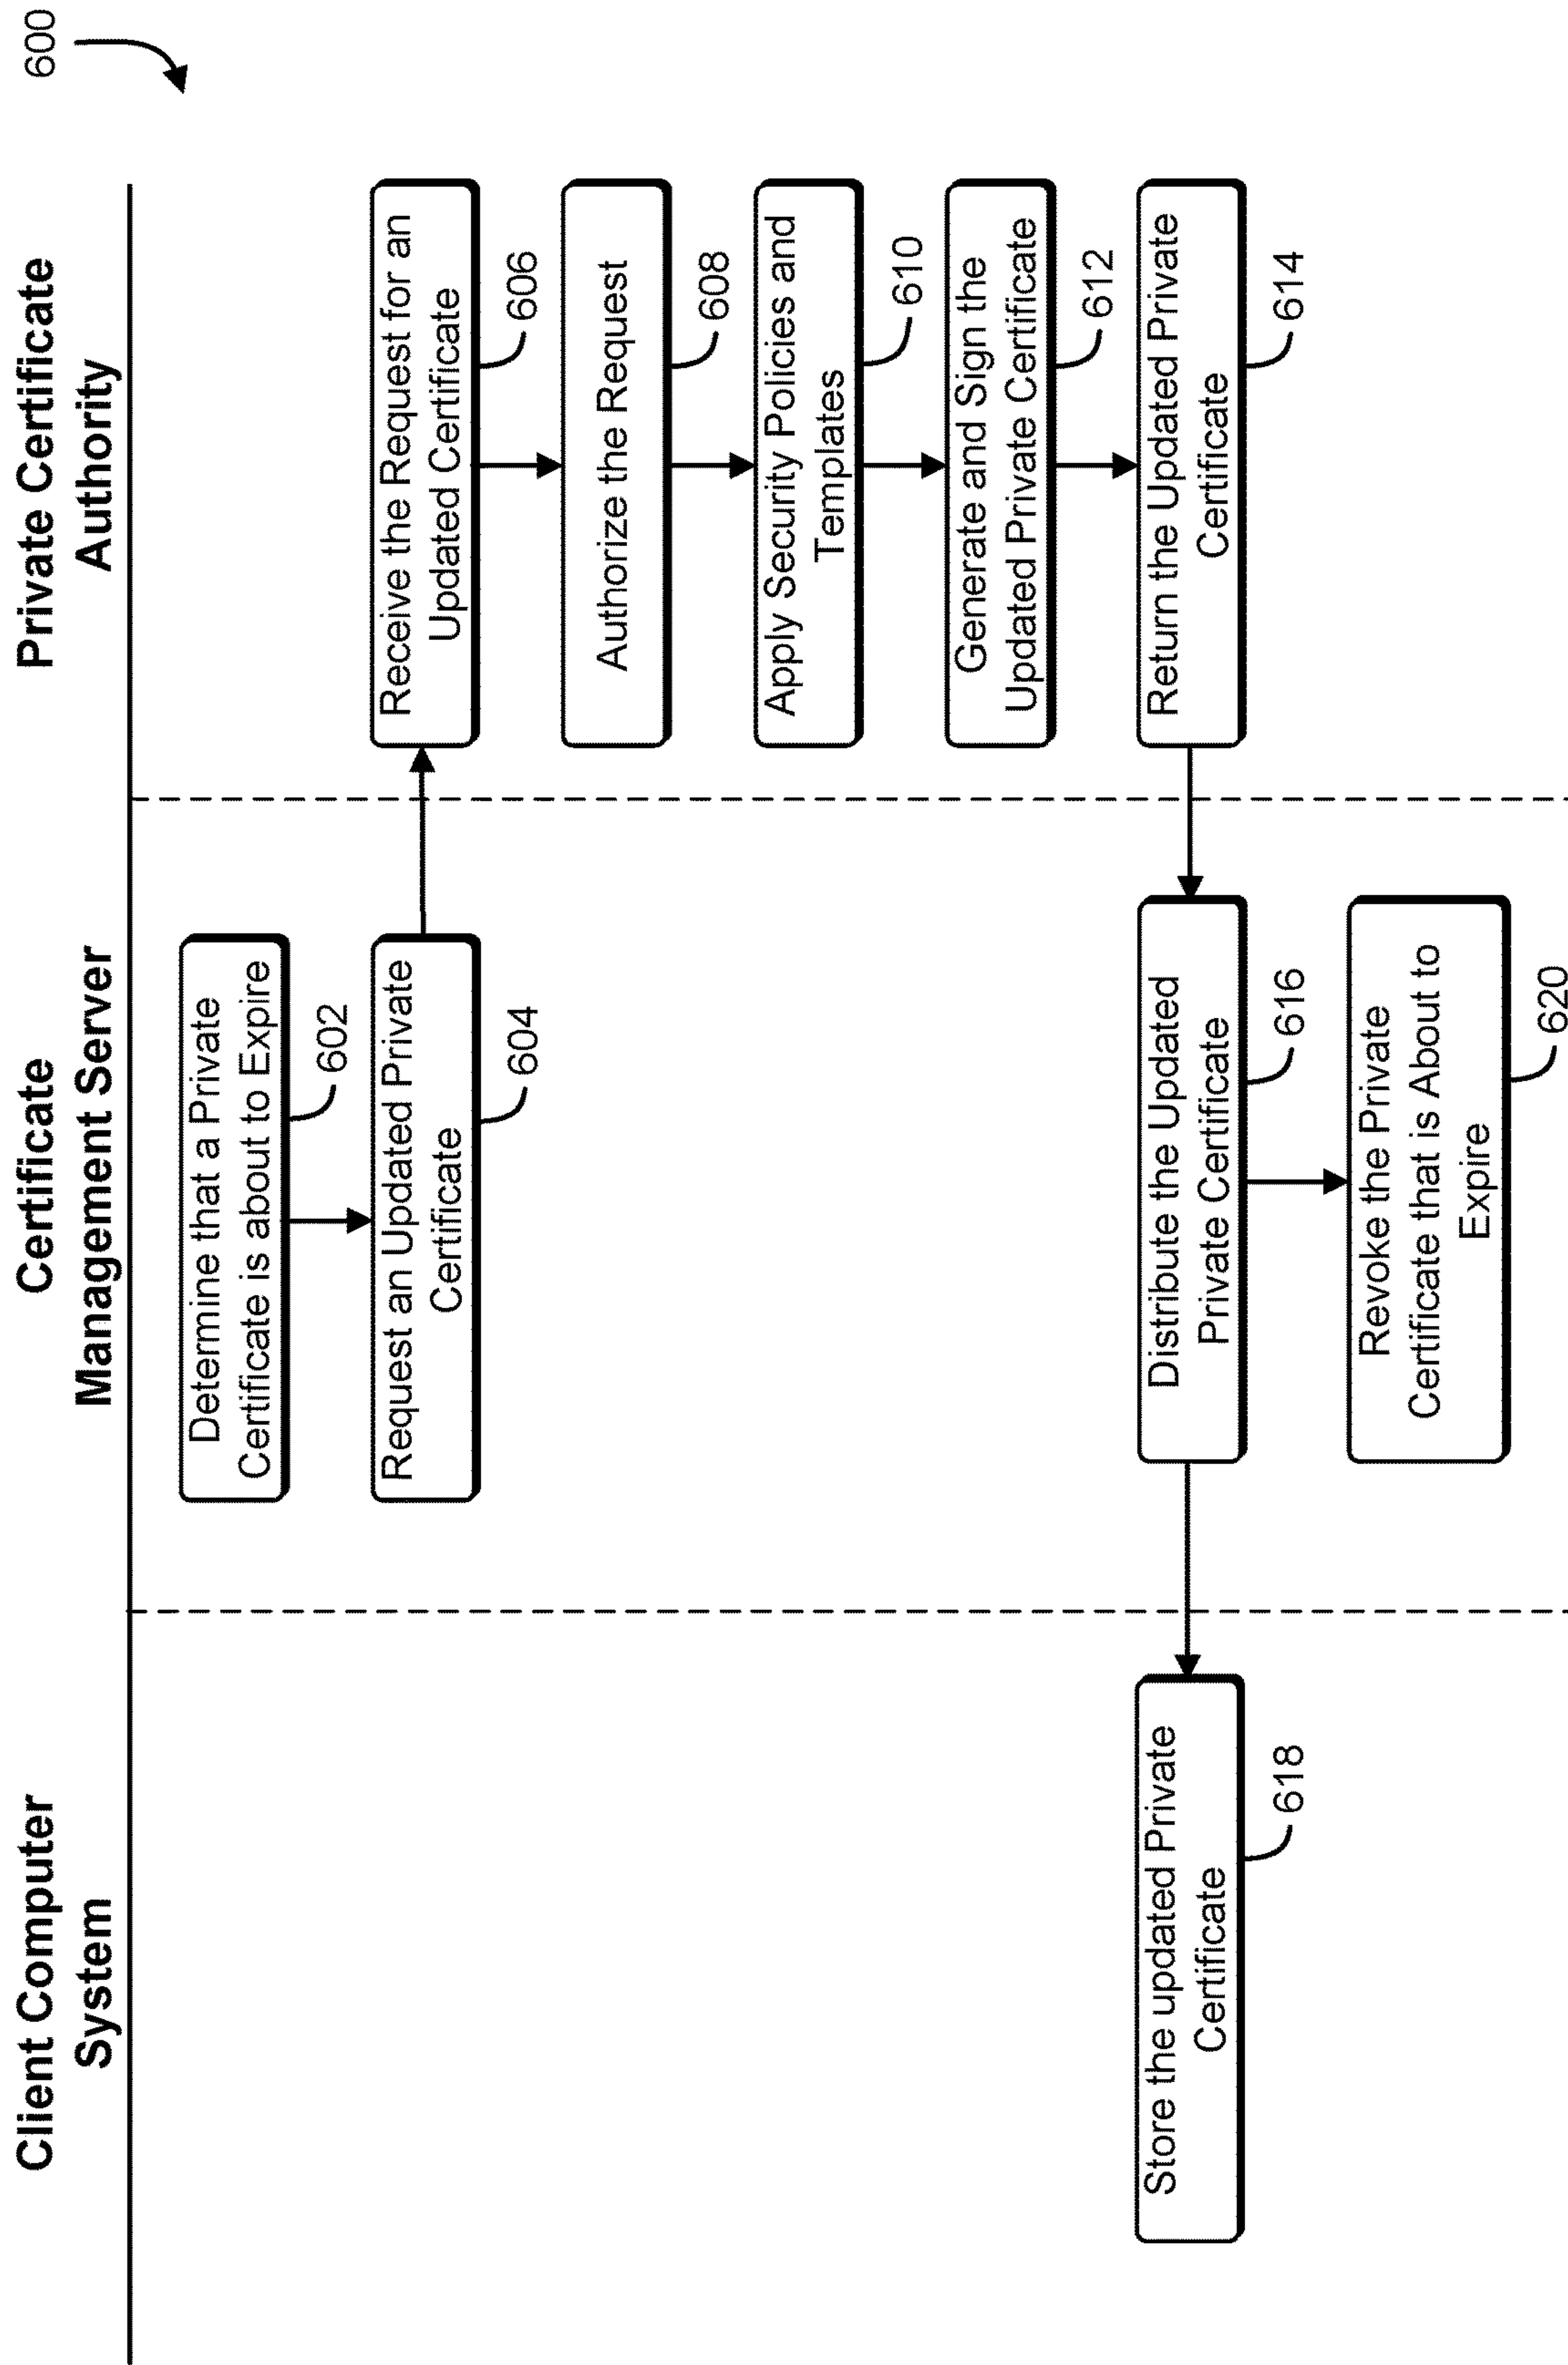 600
Client Computer
System
Certificate
Management Server
Private Certificate
Authority
Determine that a Private
Certificate is about to Expire
602
Request an Updated Private
Certificate
604
Receive the Request for an
Updated Certificate
606
Authorize the Request
608
Apply Security Policies and
Templates
610
Generate and Sign the
Updated Private Certificate
612
Return the Updated Private
Certificate
614
Distribute the Updated
Private Certificate
616
Store the updated Private
Certificate
618
Revoke the Private
Certificate that is About to
Expire
620